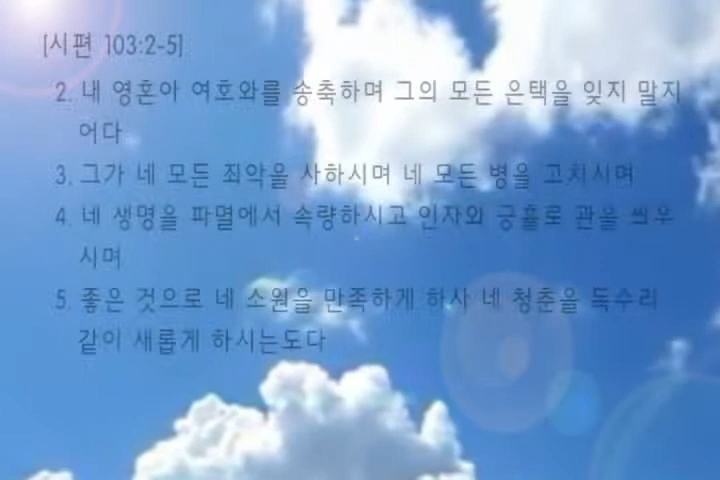 [시편 103:2-5]
2. 내 영혼아 여호와를 송축하며 그의 모든 은택을 잊지 말지
어다
3. 그가 네 모든 죄악을 사하시며 네 모든 병을 고치시며
4. 네 생명을 파멸에서 속량하시고 인자와 긍휼로 관을 씌우
시며
5. 좋은 것으로 네 소원을 만족하게 하사 네 청춘을 독수리
같이 새롭게 하시는도다